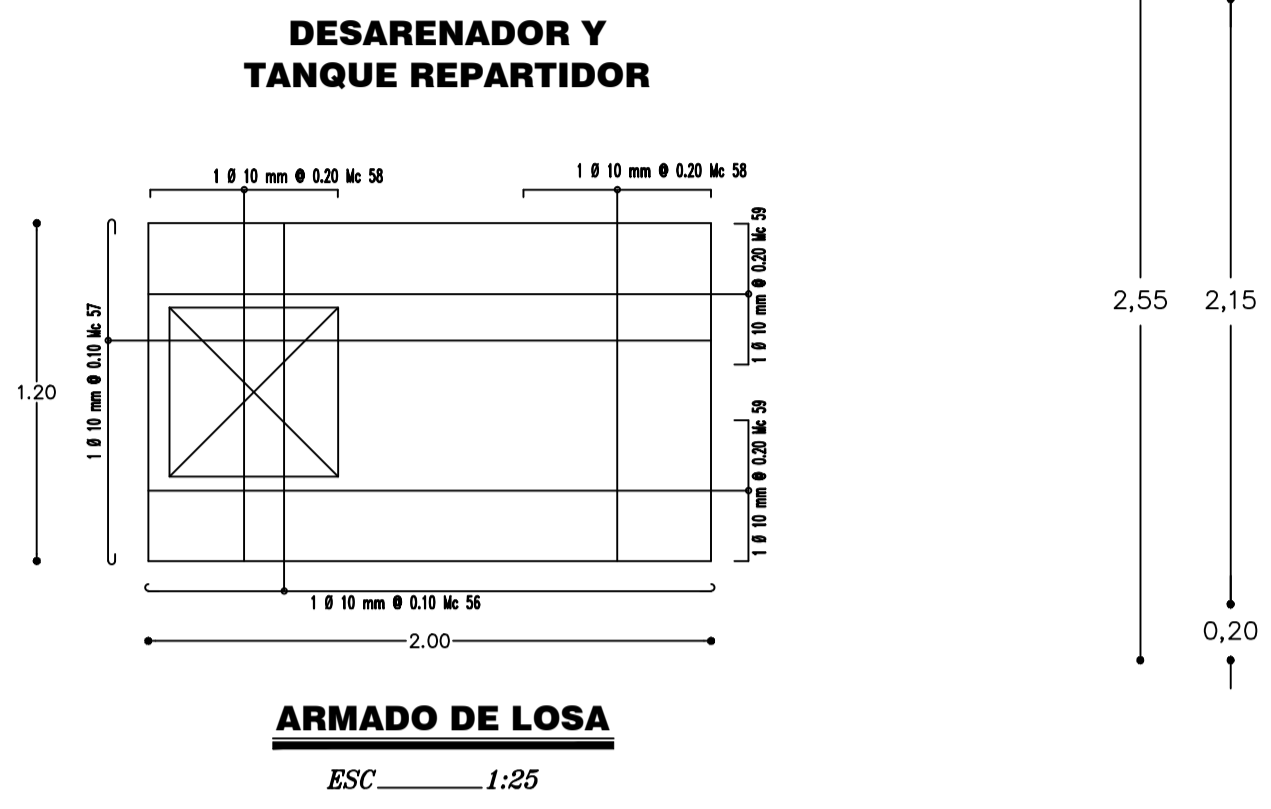 DESARENADOR Y
TANQUE REPARTIDOR
1 Ø 10 mm @ 0.20 Mc 58
1 Ø 10 mm @ 0.20 Mc 58
1 Ø 10 mm @ 0.20 Mc 59
1 Ø 10 mm @ 0.10 Mc 57
1.20
1 Ø 10 mm @ 0.20 Mc 59
1 Ø 10 mm @ 0.10 Mc 56
2.00
2,55
2,15
0,20
ARMADO DE LOSA
ESC________1:25